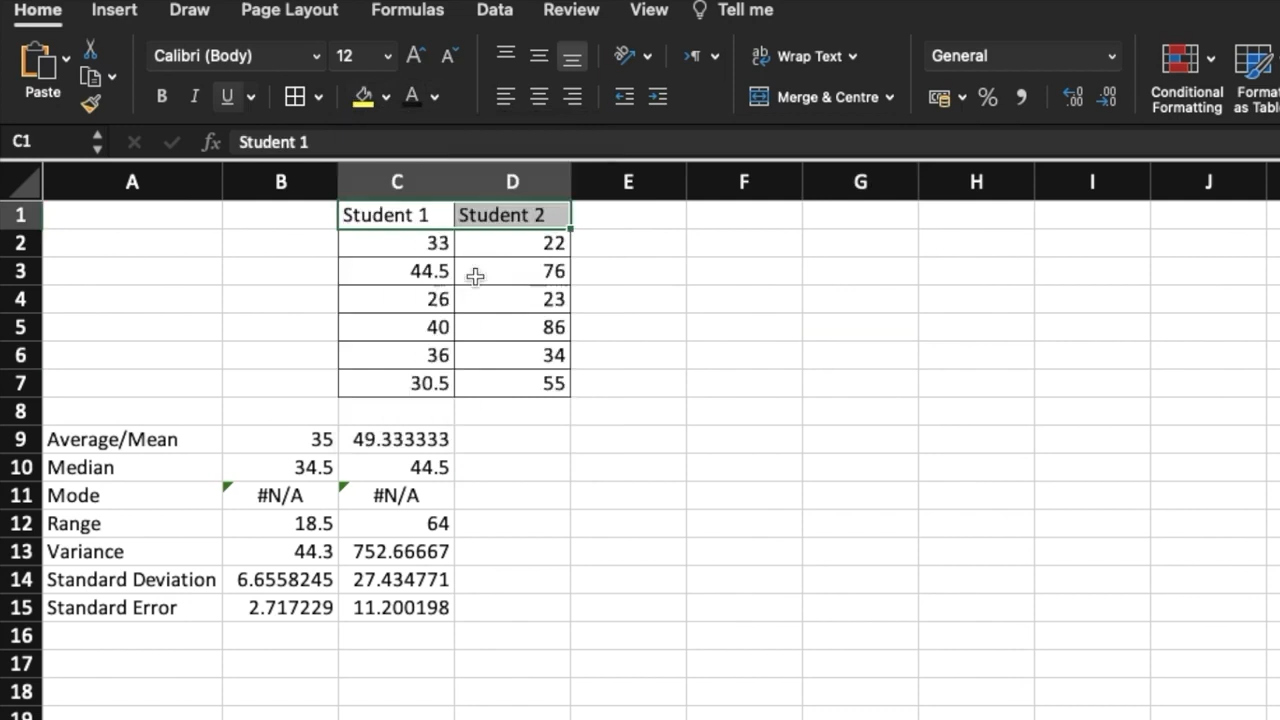 Home Insert Draw Page Layout Formulas Data Review View Tell me
Calibri (Body) 12 Wrap Text General
Paste B I U A Merge & Centre % Conditional Formatting
C1 fx Student 1
A B C D E F G H I J
1 Student 1 Student 2
2 33 22
3 44.5 76
4 26 23
5 40 86
6 36 34
7 30.5 55
8
9 Average/Mean 35 49.333333
10 Median 34.5 44.5
11 Mode #N/A #N/A
12 Range 18.5 64
13 Variance 44.3 752.66667
14 Standard Deviation 6.6558245 27.434771
15 Standard Error 2.717229 11.200198
16
17
18